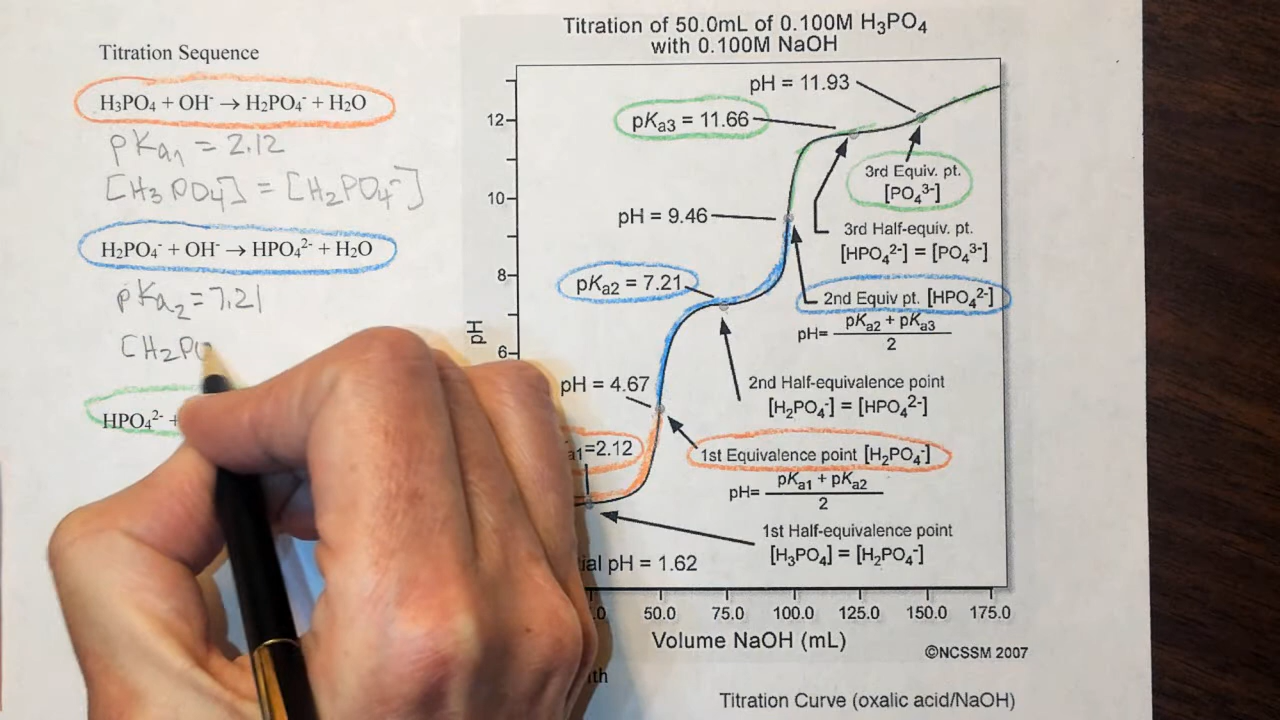 Titration Sequence
H₃PO₄ + OH⁻ → H₂PO₄⁻ + H₂O
pKa₁ = 2.12
[H₃PO₄] = [H₂PO₄⁻]
H₂PO₄⁻ + OH⁻ → HPO₄²⁻ + H₂O
pKa₂ = 7.21
[H₂PO
HPO₄²⁻ +
Titration of 50.0mL of 0.100M H₃PO₄
with 0.100M NaOH
pH = 11.93
12
pKa3 = 11.66
3rd Equiv. pt.
[PO₄³⁻]
10
pH = 9.46
3rd Half-equiv. pt.
[HPO₄²⁻] = [PO₄³⁻]
8
pKa2 = 7.21
2nd Equiv pt. [HPO₄²⁻]
pH= pKa2 + pKa3
2
pH
6
pH = 4.67
2nd Half-equivalence point
[H₂PO₄⁻] = [HPO₄²⁻]
a1=2.12
1st Equivalence point [H₂PO₄⁻]
pH= pKa1 + pKa2
2
1st Half-equivalence point
[H₃PO₄] = [H₂PO₄⁻]
ial pH = 1.62
.0 50.0 75.0 100.0 125.0 150.0 175.0
Volume NaOH (mL)
©NCSSM 2007
ith
Titration Curve (oxalic acid/NaOH)